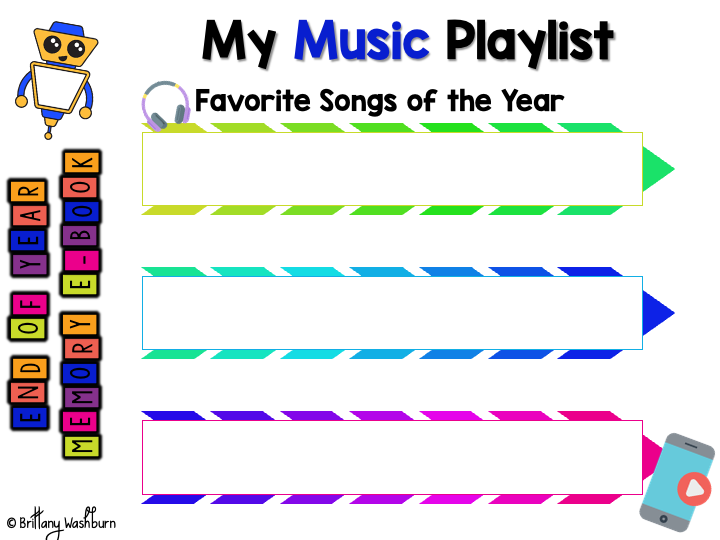 My Music Playlist
Favorite Songs of the Year
END OF YEAR
MEMORY E-BOOK
© Brittany Washburn